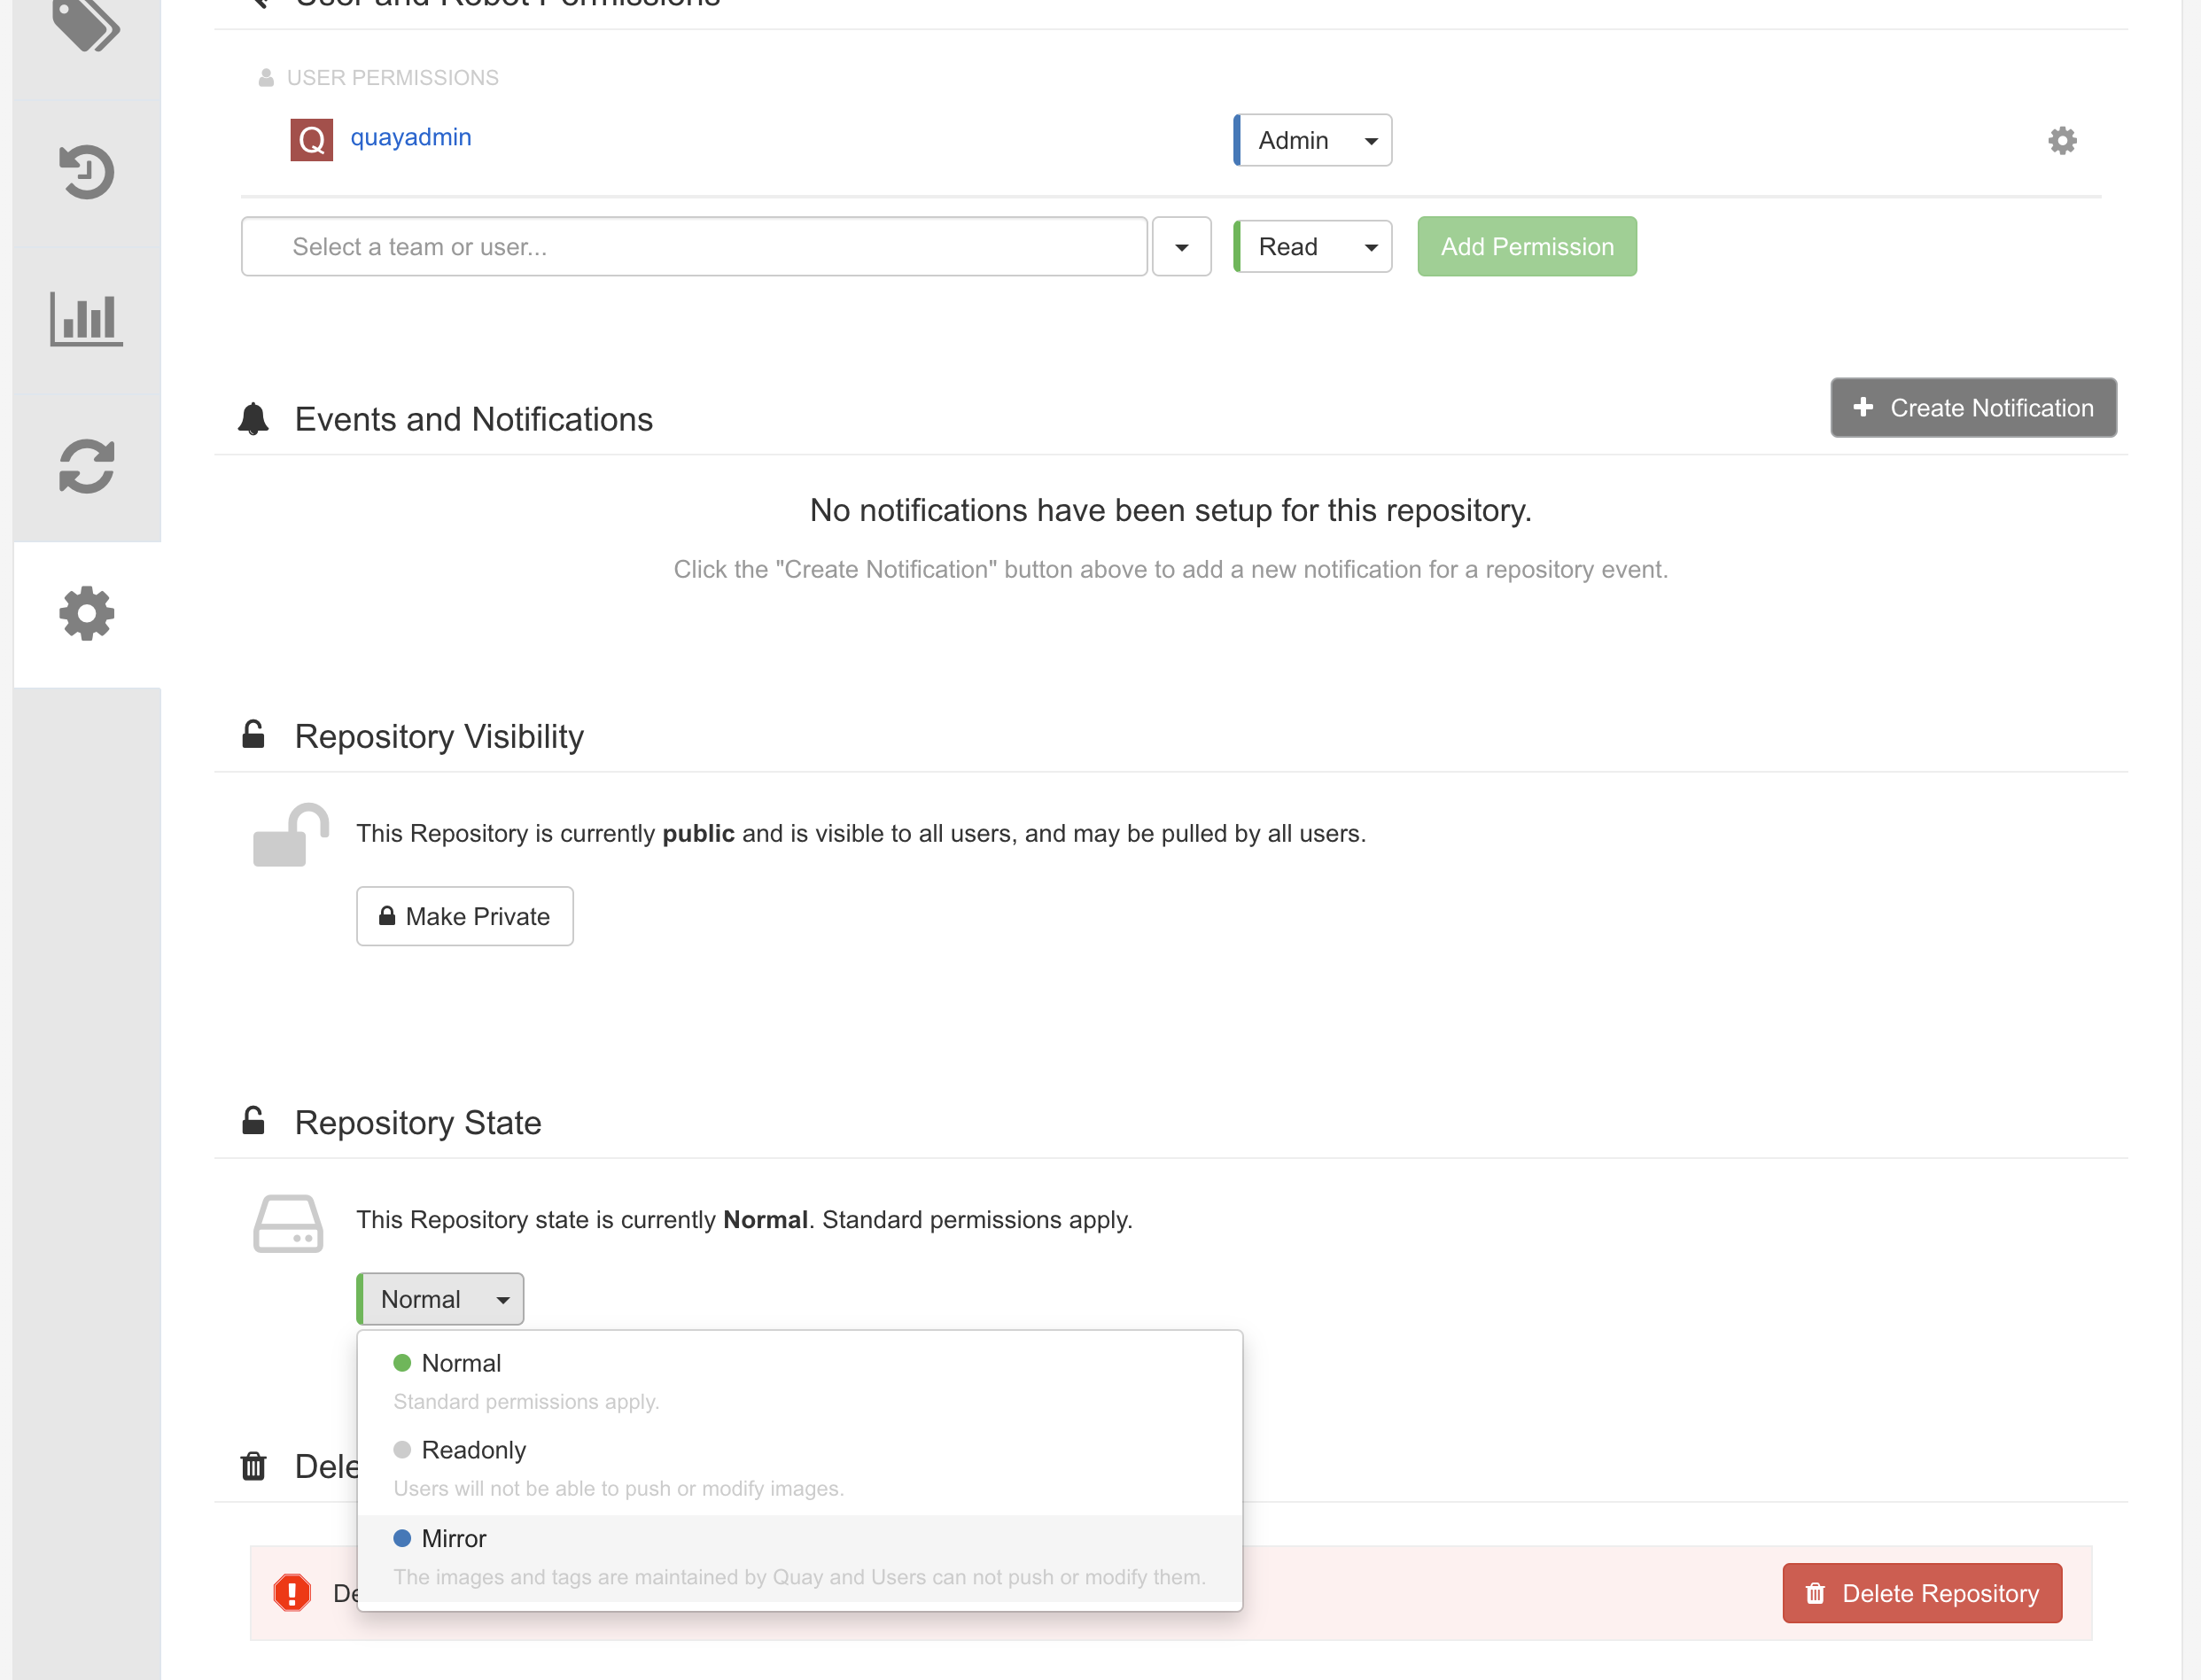 User and Robot Permissions
USER PERMISSIONS
Q quayadmin Admin
Select a team or user... Read Add Permission
Events and Notifications
Create Notification
No notifications have been setup for this repository.
Click the "Create Notification" button above to add a new notification for a repository event.
Repository Visibility
This Repository is currently public and is visible to all users, and may be pulled by all users.
Make Private
Repository State
This Repository state is currently Normal. Standard permissions apply.
Normal
Normal
Standard permissions apply.
Readonly
Users will not be able to push or modify images.
Mirror
The images and tags are maintained by Quay and Users can not push or modify them.
Dele
De
Delete Repository